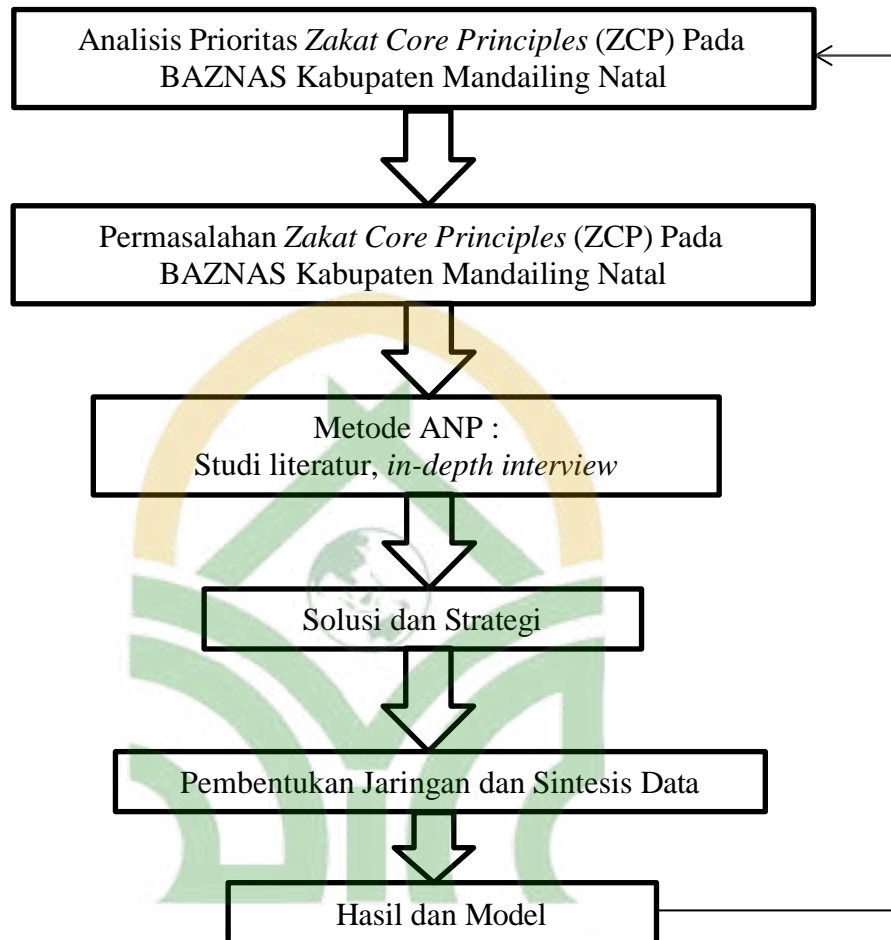 Analisis Prioritas Zakat Core Principles (ZCP) Pada
BAZNAS Kabupaten Mandailing Natal
Permasalahan Zakat Core Principles (ZCP) Pada
BAZNAS Kabupaten Mandailing Natal
Metode ANP :
Studi literatur, in-depth interview
Solusi dan Strategi
Pembentukan Jaringan dan Sintesis Data
Hasil dan Model